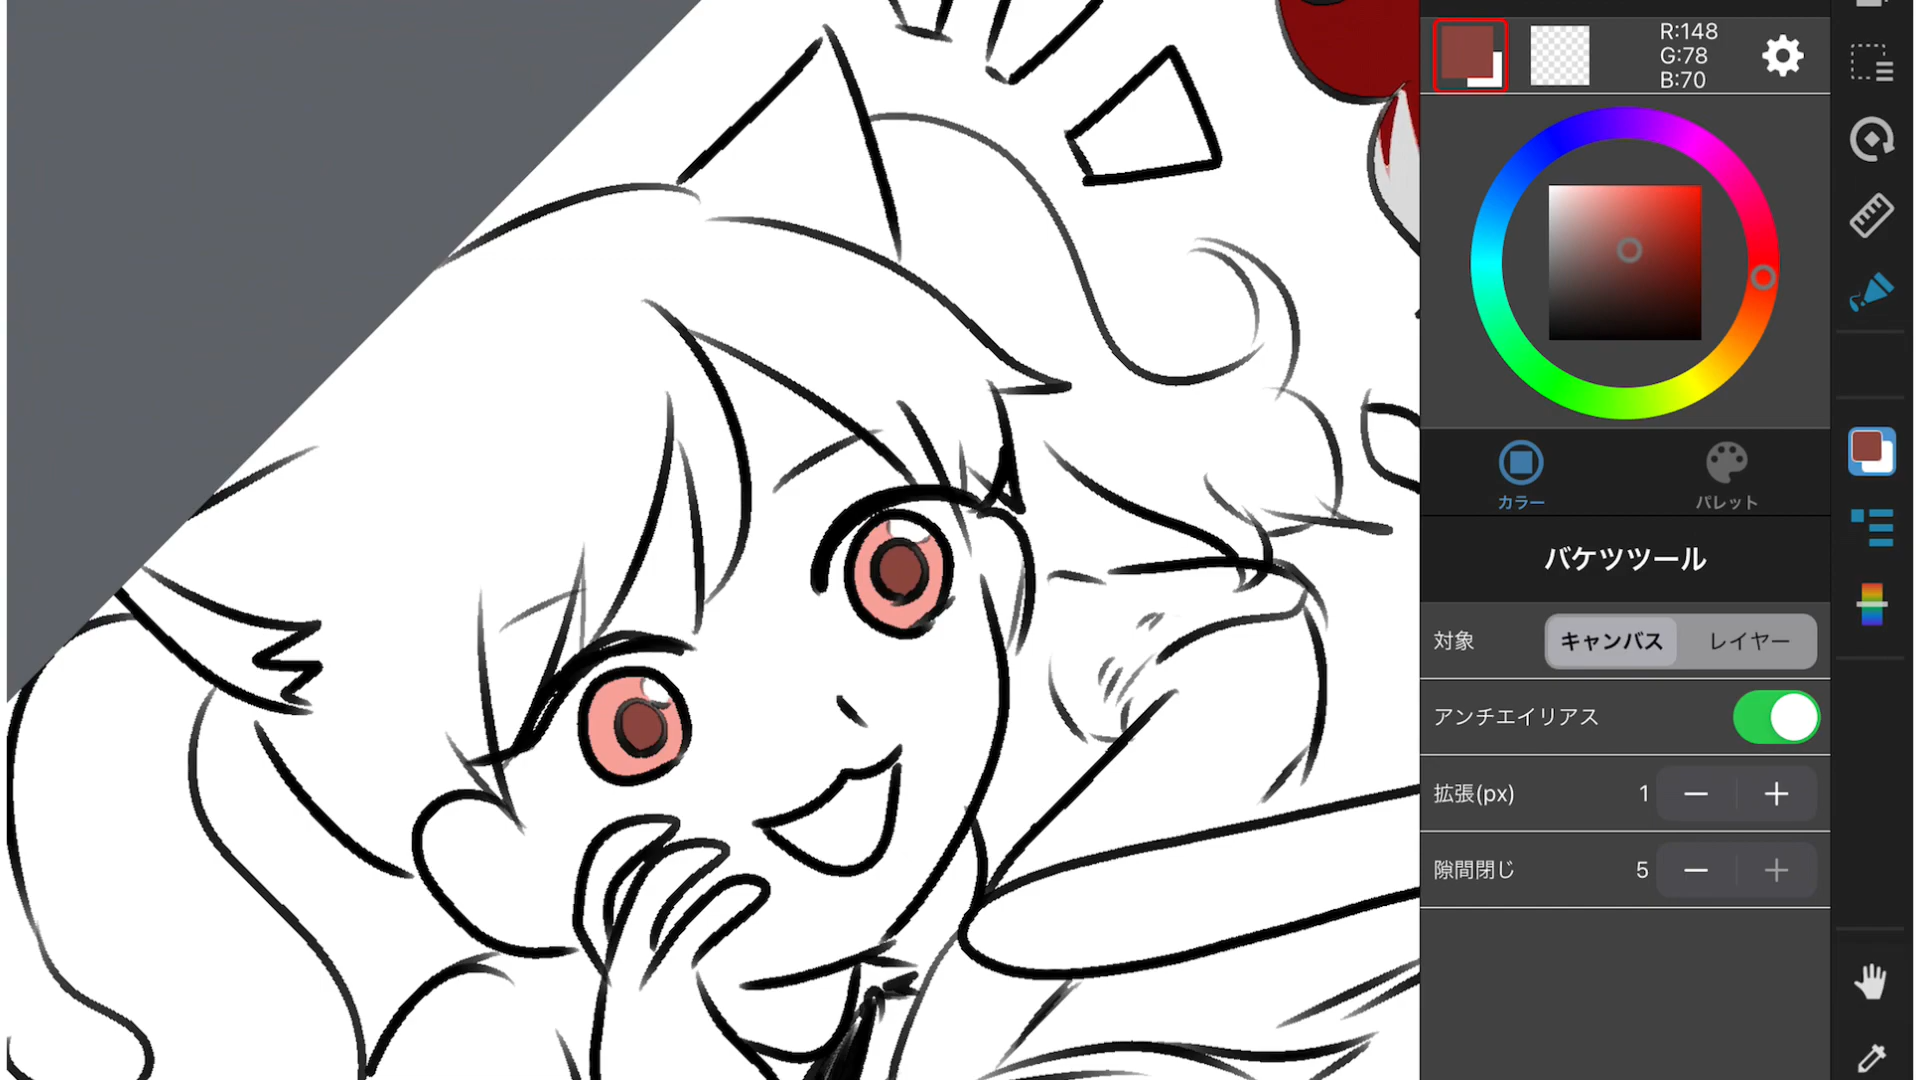 R:148
G:78
B:70
カラー
パレット
バケツツール
対象
キャンバス
レイヤー
アンチエイリアス
拡張(px)
1
隙間閉じ
5